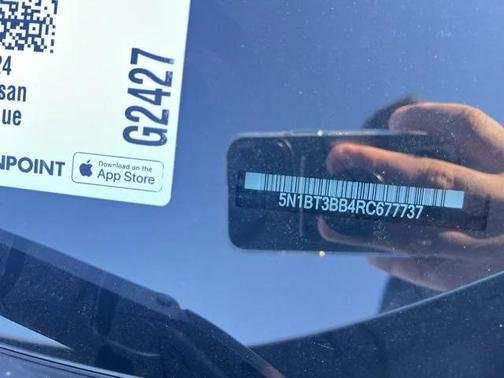 24
san
ue
G2427
NPOINT
Download on the
App Store
5N1BT3BB4RC677737